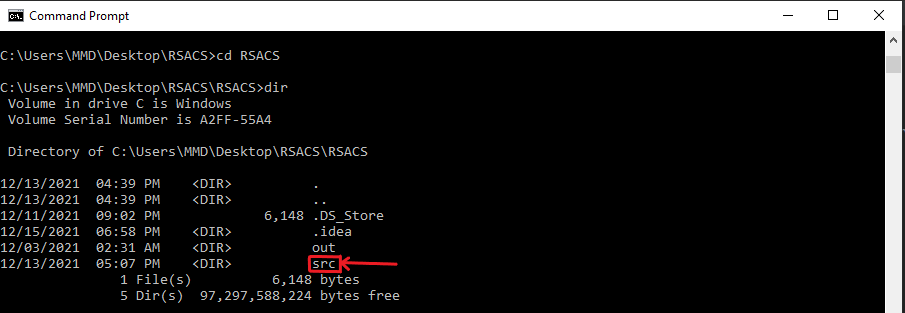 Command Prompt
C:\Users\MMD\Desktop\RSACS>cd RSACS
C:\Users\MMD\Desktop\RSACS\RSACS>dir
 Volume in drive C is Windows
 Volume Serial Number is A2FF-55A4
 Directory of C:\Users\MMD\Desktop\RSACS\RSACS
12/13/2021  04:39 PM    <DIR>          .
12/13/2021  04:39 PM    <DIR>          ..
12/11/2021  09:02 PM             6,148 .DS_Store
12/15/2021  06:58 PM    <DIR>          .idea
12/03/2021  02:31 AM    <DIR>          out
12/13/2021  05:07 PM    <DIR>          src
               1 File(s)          6,148 bytes
               5 Dir(s)  97,297,588,224 bytes free